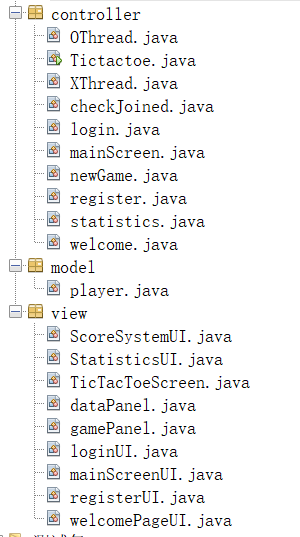 controller
OThread.java
Tictactoe.java
XThread.java
checkJoined.java
login.java
mainScreen.java
newGame.java
register.java
statistics.java
welcome.java
model
player.java
view
ScoreSystemUI.java
StatisticsUI.java
TicTacToeScreen.java
dataPanel.java
gamePanel.java
loginUI.java
mainScreenUI.java
registerUI.java
welcomePageUI.java